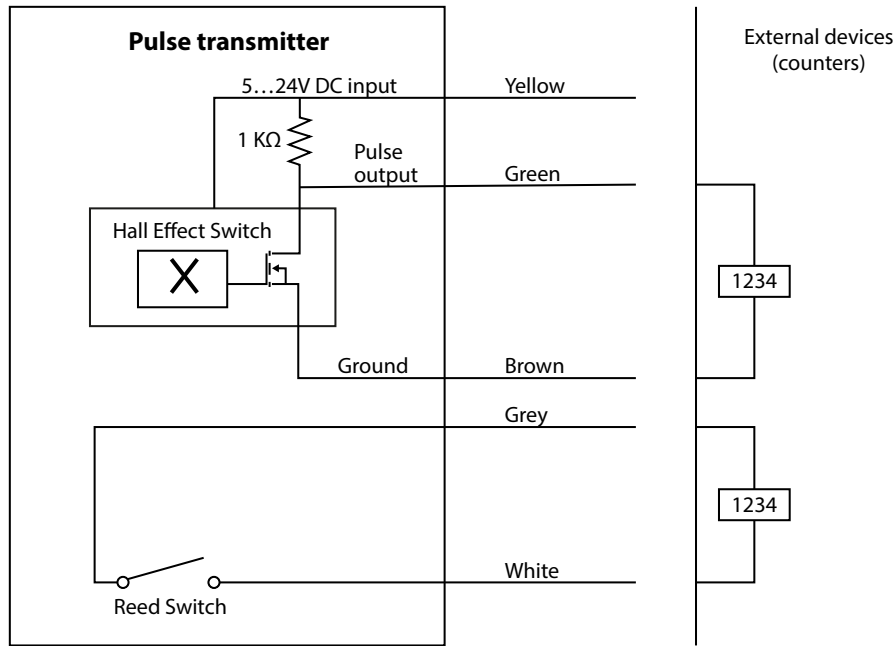 Pulse transmitter
External devices
(counters)
5…24V DC input
Yellow
1 KΩ
Pulse
output
Green
Hall Effect Switch
X
1234
Ground
Brown
Grey
1234
White
Reed Switch